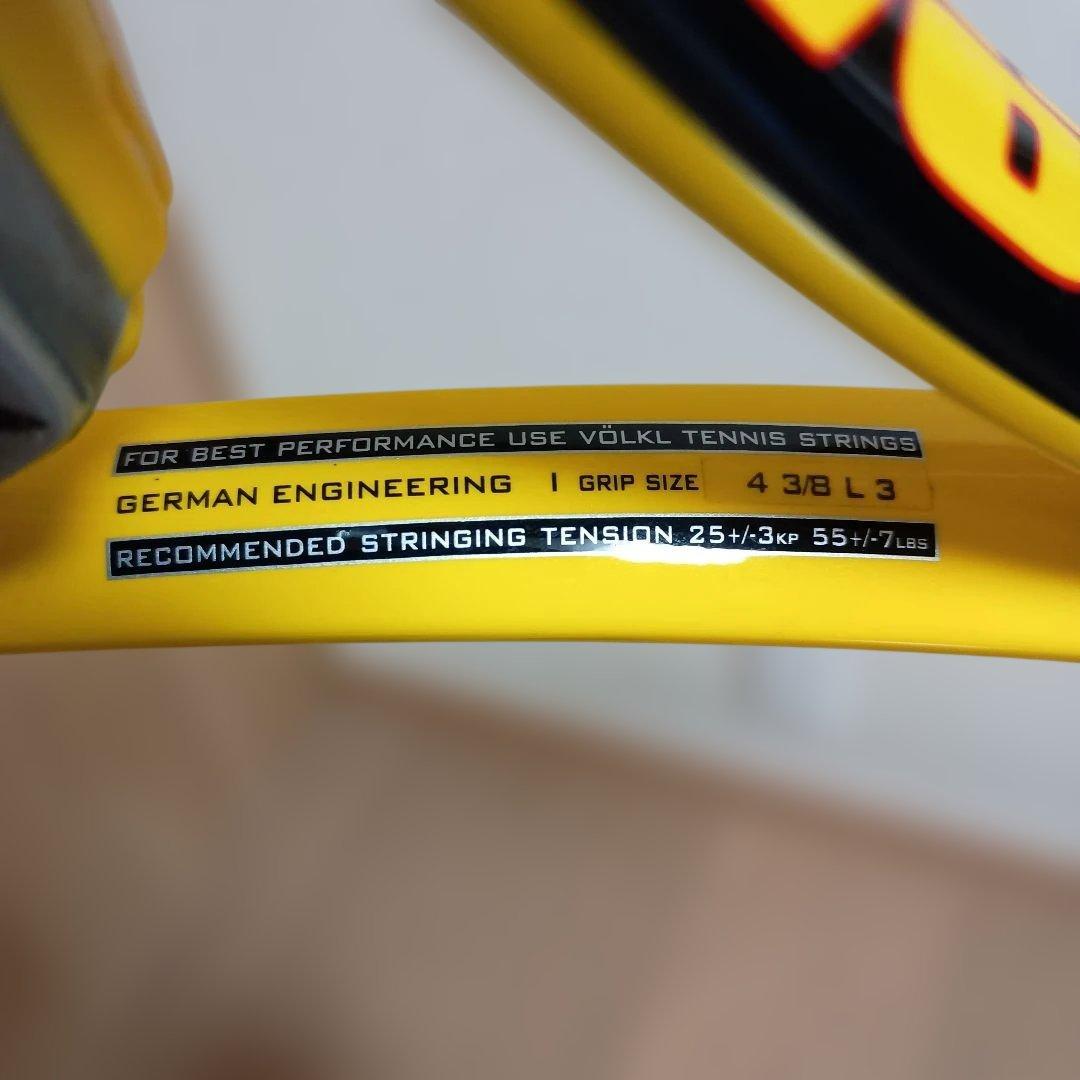 FOR BEST PERFORMANCE USE VÖLKL TENNIS STRINGS
GERMAN ENGINEERING | GRIP SIZE 4 3/8 L 3
RECOMMENDED STRINGING TENSION 25+/-3KP 55+/-7LBS